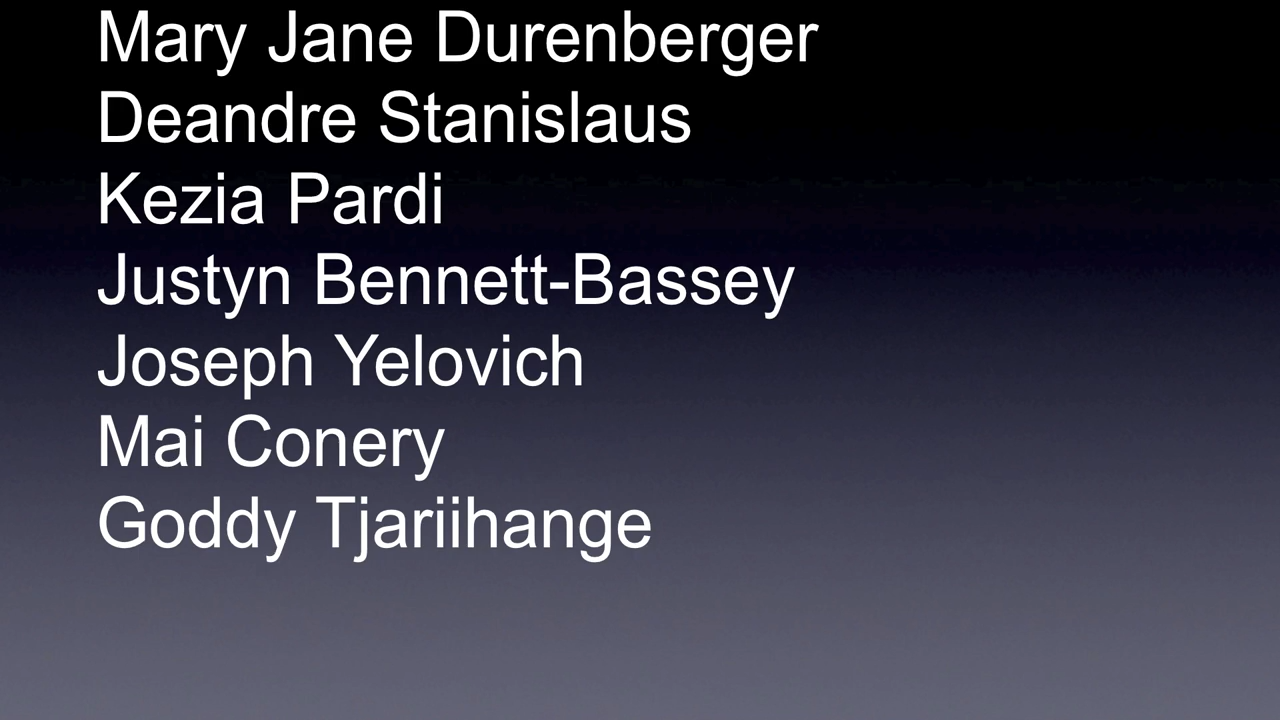 Mary Jane Durenberger
Deandre Stanislaus
Kezia Pardi
Justyn Bennett-Bassey
Joseph Yelovich
Mai Conery
Goddy Tjariihange